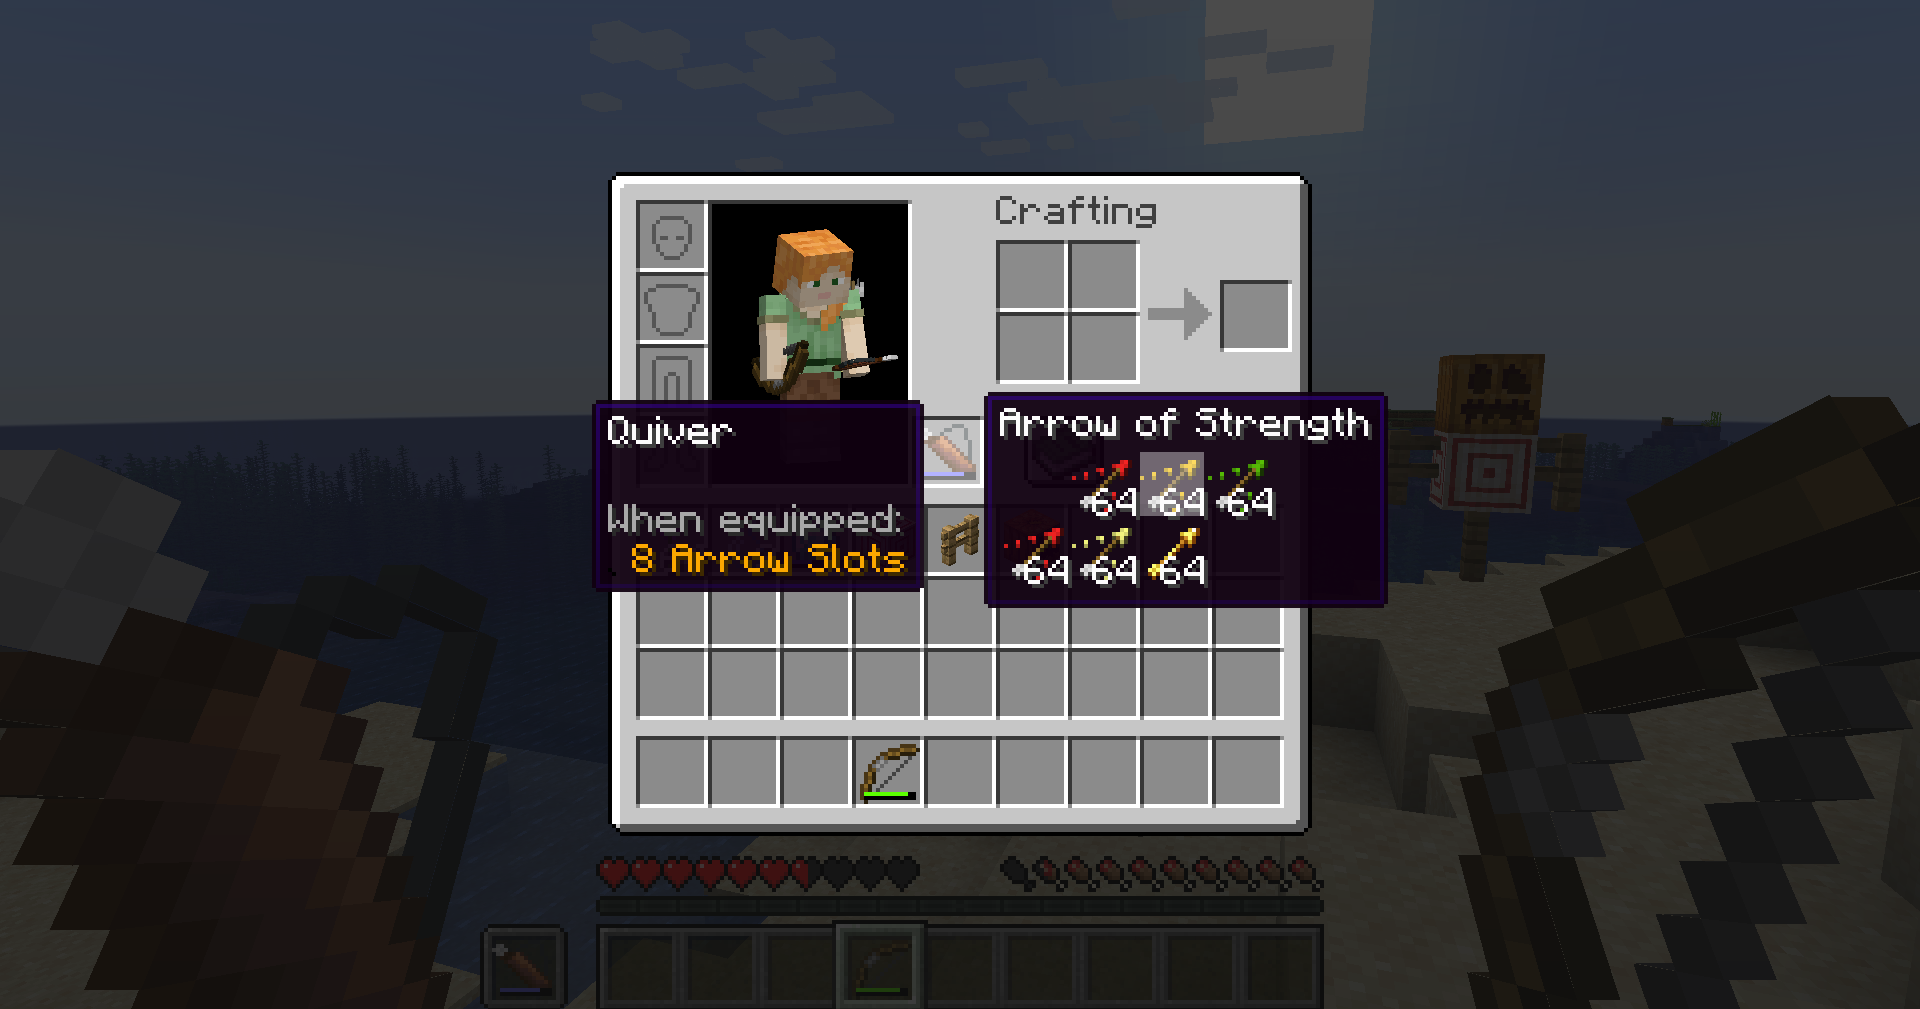 Crafting
Quiver
When equipped:
8 Arrow Slots
Arrow of Strength
64 64 64
64 64 64